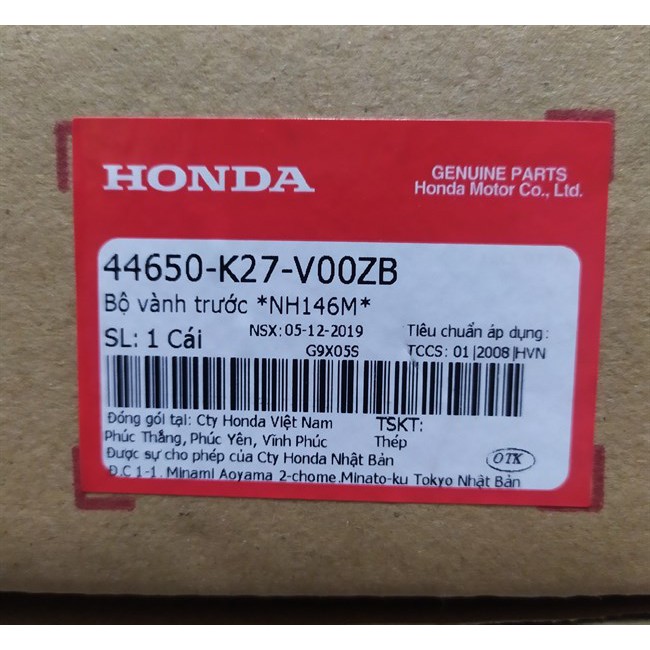 HONDA
GENUINE PARTS
Honda Motor Co., Ltd.
44650-K27-V00ZB
Bộ vành trước *NH146M*
SL: 1 Cái
NSX: 05-12-2019
G9X05S
Tiêu chuẩn áp dụng:
TCCS: 01|2008|HVN
Đóng gói tại: Cty Honda Việt Nam
Phúc Thắng, Phúc Yên, Vĩnh Phúc
TSKT:
Thép
Được sự cho phép của Cty Honda Nhật Bản
Đ.C 1-1. Minami Aoyama 2-chome Minato-ku Tokyo Nhật Bản
OTK